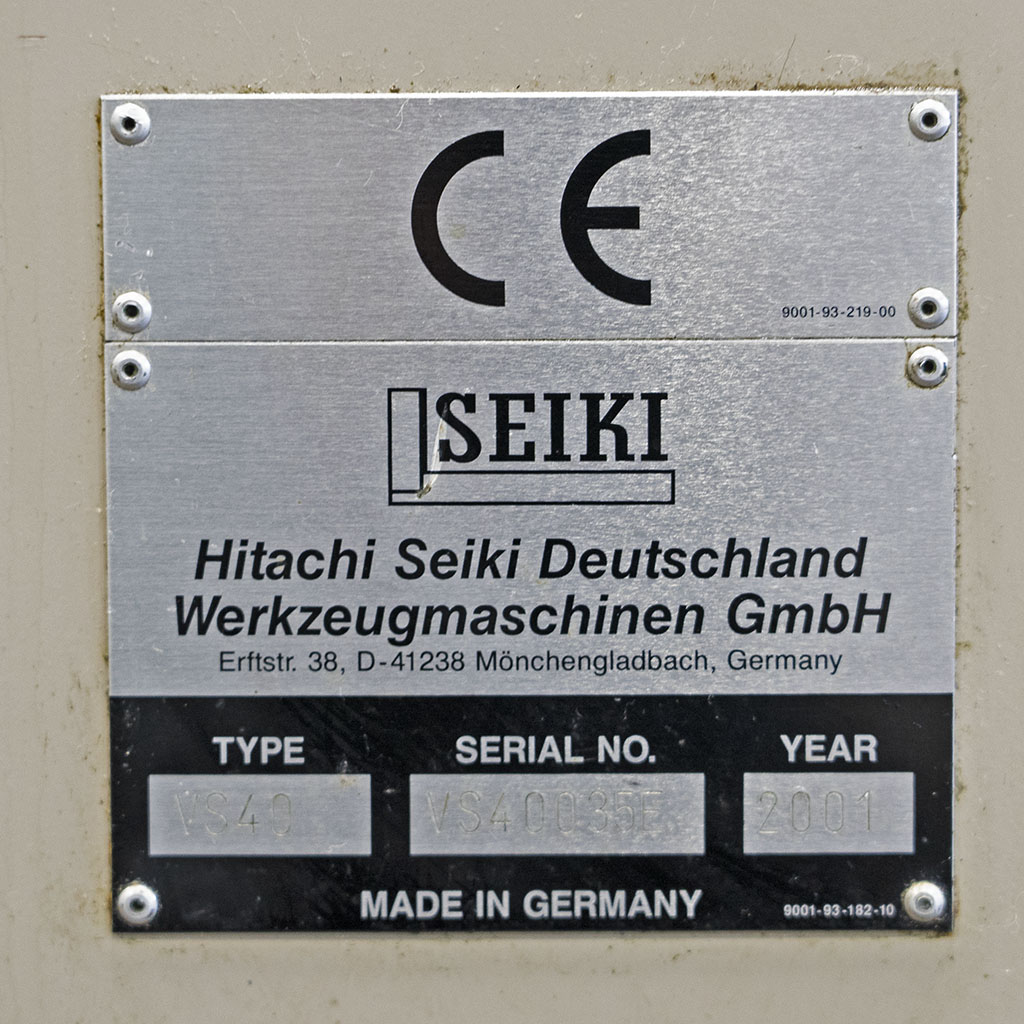 CE
9001-93-219-00
SEIKI
Hitachi Seiki Deutschland
Werkzeugmaschinen GmbH
Erftstr. 38, D-41238 Mönchengladbach, Germany
TYPE SERIAL NO. YEAR
VS40 VS40035E 2001
MADE IN GERMANY
9001-93-182-10